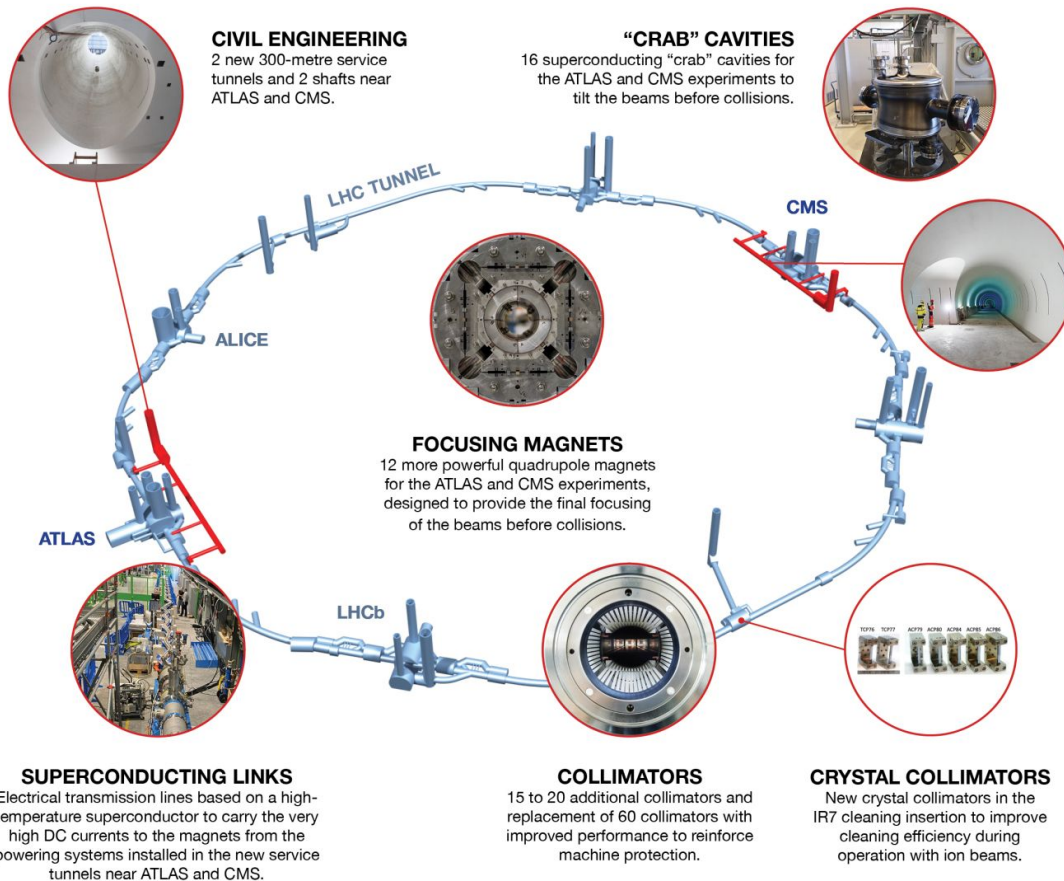 CIVIL ENGINEERING
2 new 300-metre service
tunnels and 2 shafts near
ATLAS and CMS.
“CRAB” CAVITIES
16 superconducting “crab” cavities for
the ATLAS and CMS experiments to
tilt the beams before collisions.
LHC TUNNEL
CMS
ALICE
FOCUSING MAGNETS
12 more powerful quadrupole magnets
for the ATLAS and CMS experiments,
designed to provide the final focusing
of the beams before collisions.
ATLAS
LHCb
TCP76 TCP77 ACP79 ACP80 ACP84 ACP85 ACP86
SUPERCONDUCTING LINKS
Electrical transmission lines based on a high-
temperature superconductor to carry the very
high DC currents to the magnets from the
powering systems installed in the new service
tunnels near ATLAS and CMS.
COLLIMATORS
15 to 20 additional collimators and
replacement of 60 collimators with
improved performance to reinforce
machine protection.
CRYSTAL COLLIMATORS
New crystal collimators in the
IR7 cleaning insertion to improve
cleaning efficiency during
operation with ion beams.